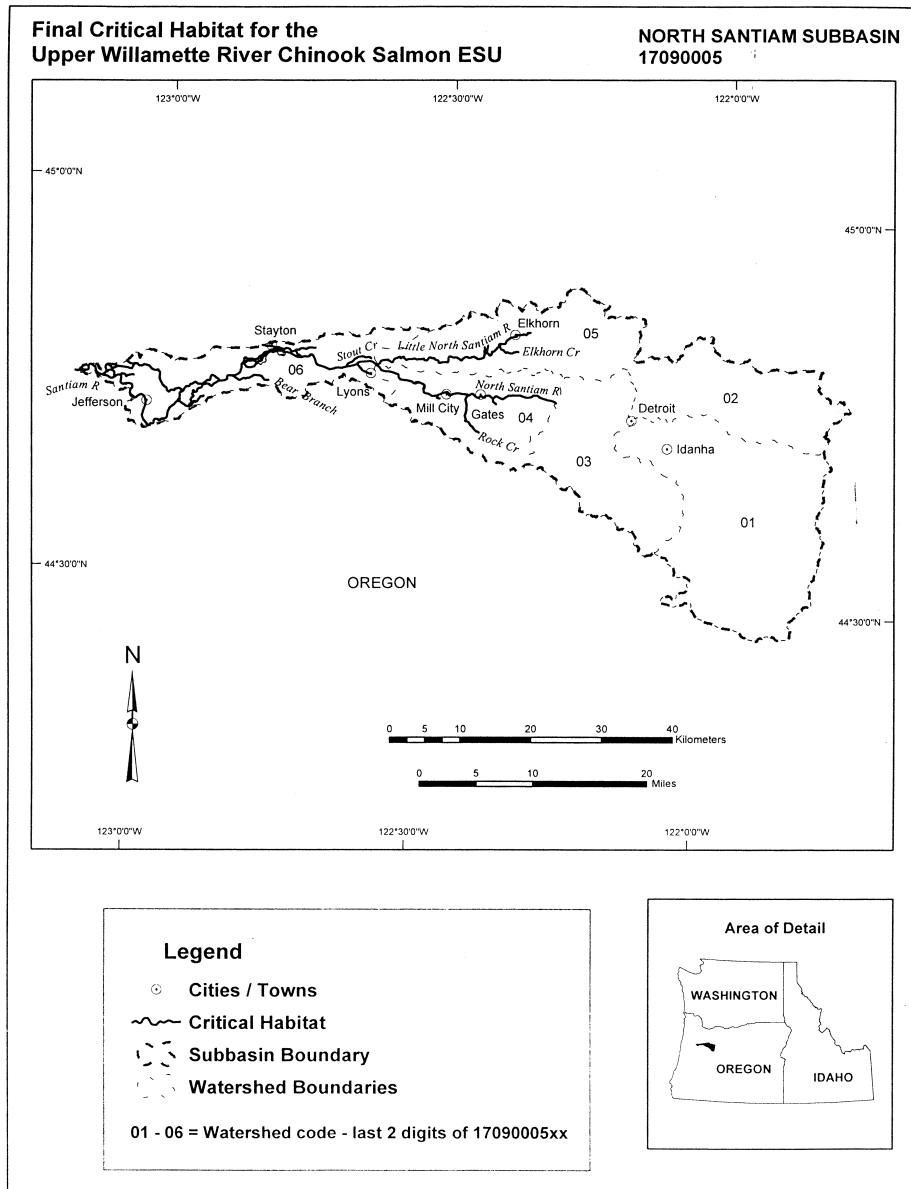 Final Critical Habitat for the
Upper Willamette River Chinook Salmon ESU
NORTH SANTIAM SUBBASIN
17090005
123°0'0"W
122°30'0"W
122°0'0"W
45°0'0"N
45°0'0"N
Elkhorn
05
Stayton
Stout Cr
Little North Santiam R
Elkhorn Cr
06
Santiam R
Jefferson
Bear Branch
Lyons
Mill City
North Santiam R
Gates
04
Rock Cr
Detroit
02
Idanha
03
01
44°30'0"N
OREGON
44°30'0"N
N
0 5 10 20 30 40
Kilometers
0 5 10 20
Miles
123°0'0"W
122°30'0"W
122°0'0"W
Legend
Cities / Towns
Critical Habitat
Subbasin Boundary
Watershed Boundaries
01 - 06 = Watershed code - last 2 digits of 17090005xx
Area of Detail
WASHINGTON
OREGON
IDAHO